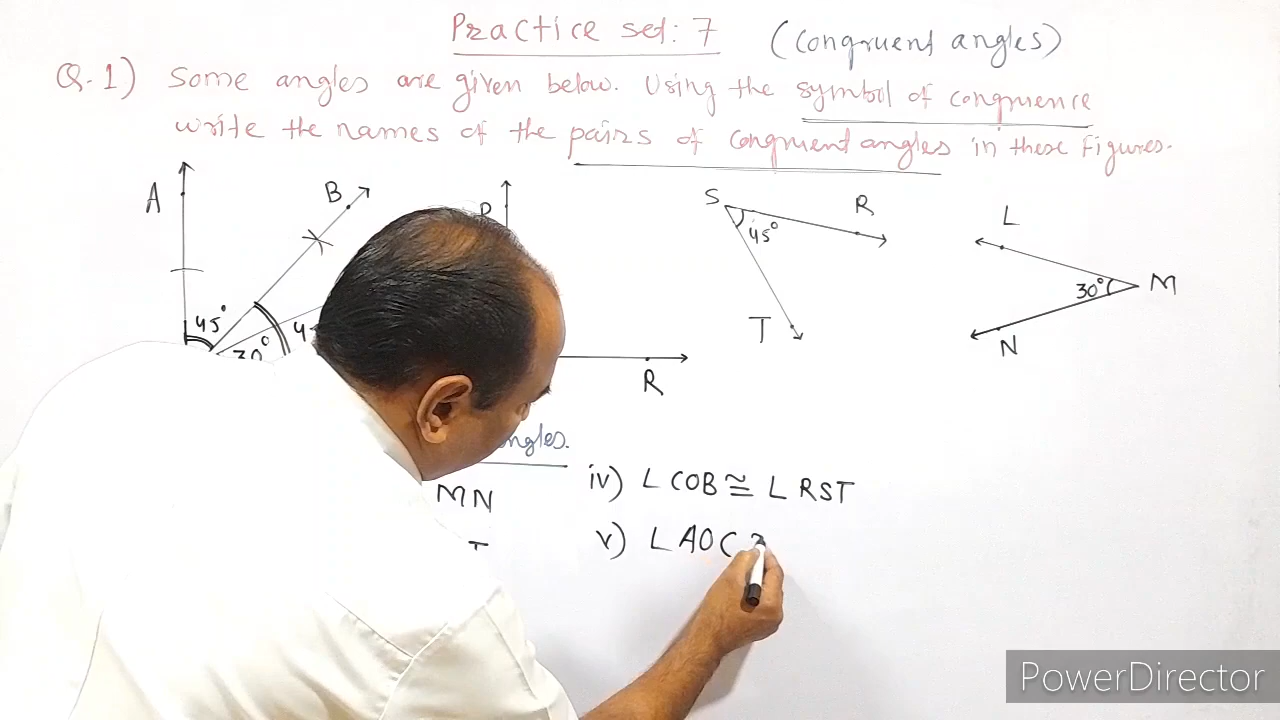 Practice set: 7 (Congruent angles)
Q.1) Some angles are given below. Using the symbol of congruence
write the names of the pairs of congruent angles in these figures.
A
B
P
S
R
45°
T
L
30°
M
N
45°
30°
R
iv) ∠COB ≅ ∠RST
MN
v) ∠AOC
PowerDirector